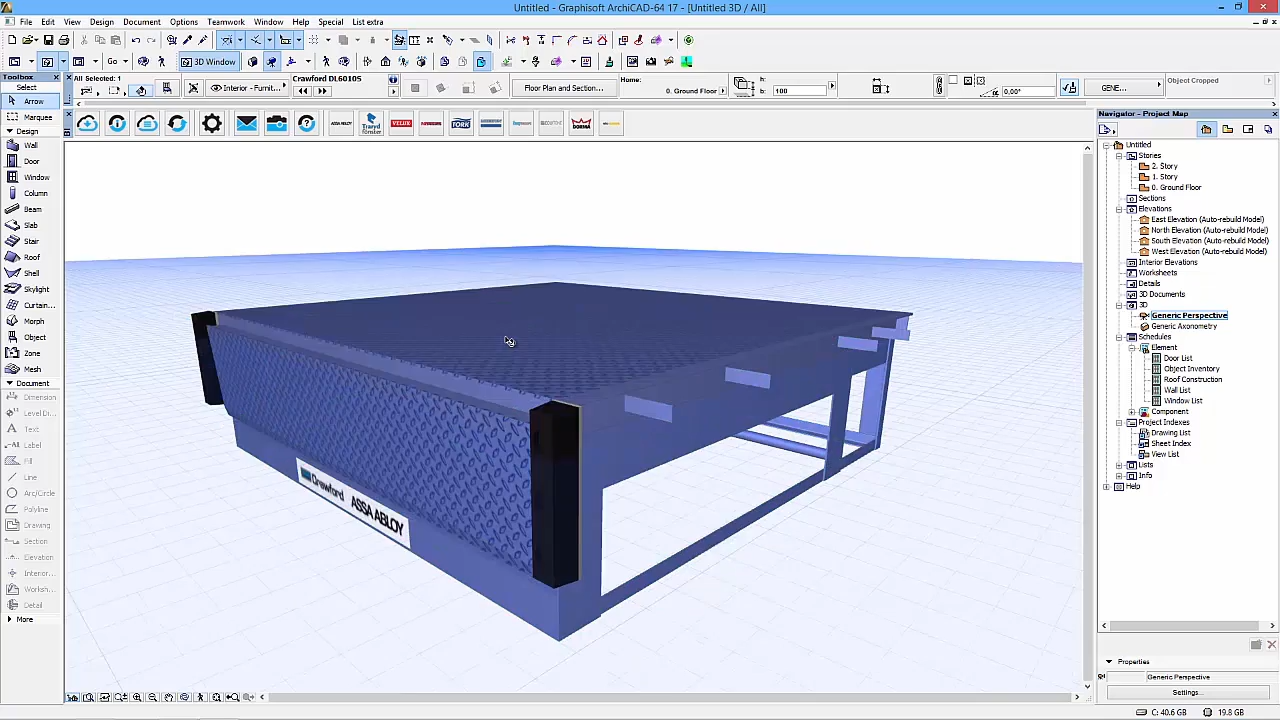 Untitled - Graphisoft ArchiCAD-64 17 - [Untitled 3D / All]
File Edit View Design Document Options Teamwork Window Help Special List extra
Go
3D Window
Toolbox
Select
Arrow
Marquee
Design
Wall
Door
Window
Column
Beam
Slab
Stair
Roof
Shell
Skylight
Curtain...
Morph
Object
Zone
Mesh
Document
Dimension
Level Di...
Text
Label
Fill
Line
Arc/Circle
Polyline
Drawing
Section
Elevation
Interior...
Worksh...
Detail
More
All Selected: 1
Interior - Furnit...
Crawford DL6010S
Floor Plan and Section...
Home:
0. Ground Floor
h:
100
0,00°
GENE...
Object Cropped
ASSA ABLOY
VELUX
YORK
DORMA
Crawford ASSA ABLOY
Navigator - Project Map
Untitled
Stories
2. Story
1. Story
0. Ground Floor
Sections
Elevations
East Elevation (Auto-rebuild Model)
North Elevation (Auto-rebuild Model)
South Elevation (Auto-rebuild Model)
West Elevation (Auto-rebuild Model)
Interior Elevations
Worksheets
Details
3D Documents
3D
Generic Perspective
Generic Axonometry
Schedules
Element
Door List
Object Inventory
Roof Construction
Wall List
Window List
Component
Project Indexes
Drawing List
Sheet Index
View List
Lists
Info
Help
Properties
Generic Perspective
Settings...
C: 40.6 GB
19.8 GB